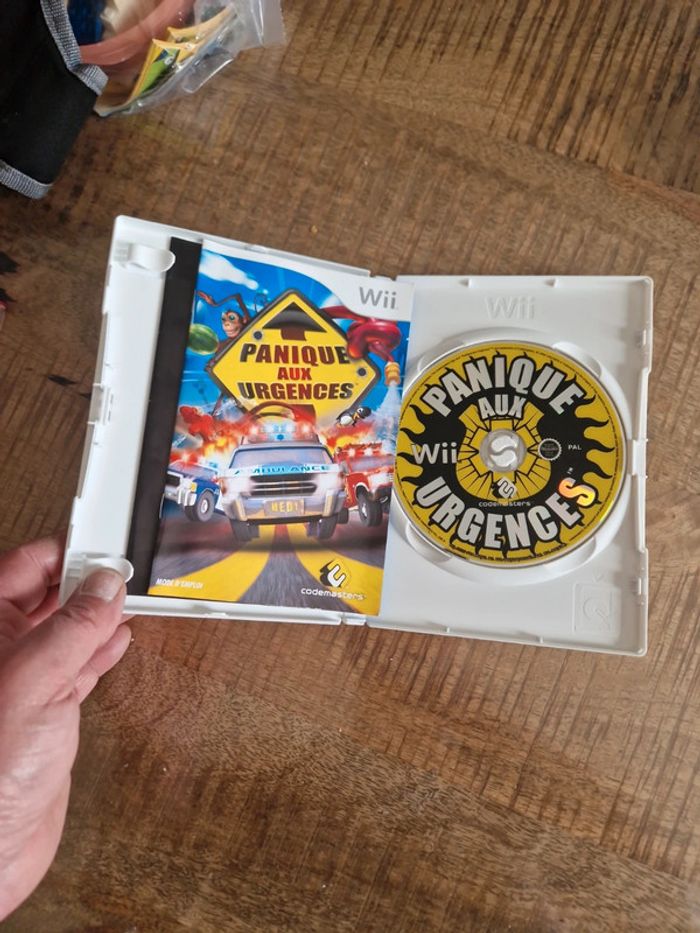 Wii
PANIQUE
AUX
URGENCES
AMBULANCE
MED1
MODE D'EMPLOI
codemasters
Wii
PANIQUE
AUX
Wii
PAL
codemasters
URGENCES